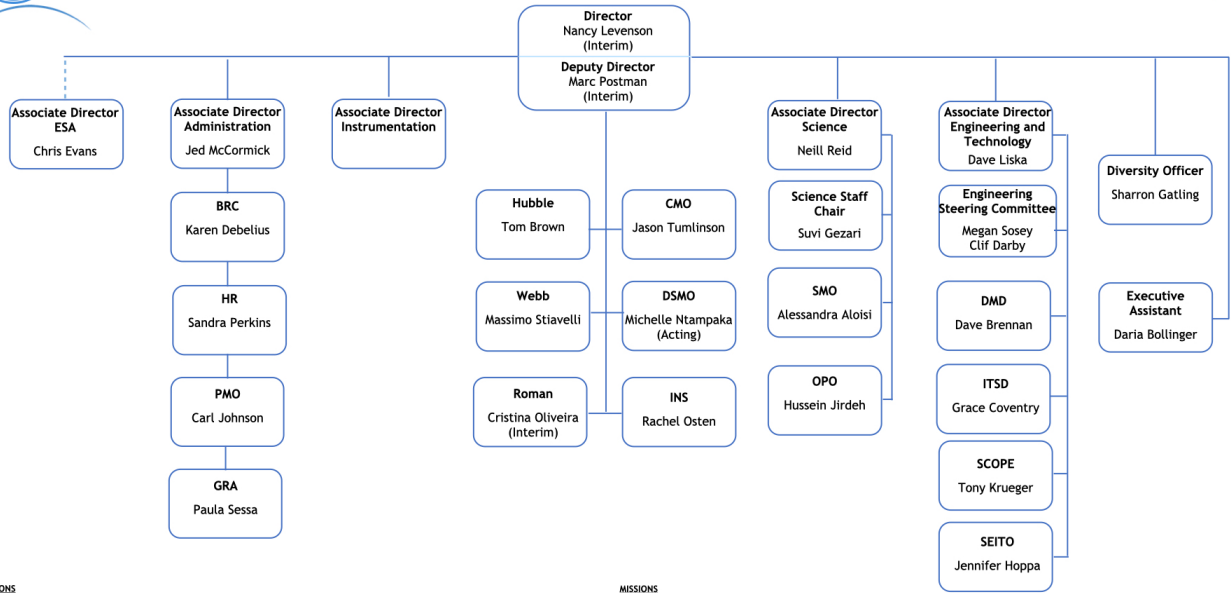 Director
Nancy Levenson
(Interim)
Deputy Director
Marc Postman
(Interim)
Associate Director
ESA
Chris Evans
Associate Director
Administration
Jed McCormick
Associate Director
Instrumentation
Associate Director
Science
Neill Reid
Associate Director
Engineering and
Technology
Dave Liska
Diversity Officer
Sharron Gatling
BRC
Karen Debelius
HR
Sandra Perkins
PMO
Carl Johnson
GRA
Paula Sessa
Hubble
Tom Brown
CMO
Jason Tumlinson
Webb
Massimo Stiavelli
DSMO
Michelle Ntampaka
(Acting)
Roman
Cristina Oliveira
(Interim)
INS
Rachel Osten
Science Staff
Chair
Suvi Gezari
SMO
Alessandra Aloisi
OPO
Hussein Jirdeh
Engineering
Steering Committee
Megan Sosey
Clif Darby
DMD
Dave Brennan
ITSD
Grace Coventry
SCOPE
Tony Krueger
SEITO
Jennifer Hoppa
Executive
Assistant
Daria Bollinger
IONS
MISSIONS